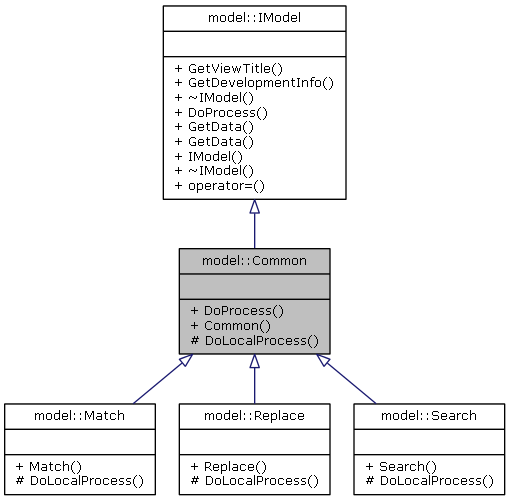 model::IModel
+ GetViewTitle()
+ GetDevelopmentInfo()
+ ~IModel()
+ DoProcess()
+ GetData()
+ GetData()
+ IModel()
+ ~IModel()
+ operator=()
model::Common
+ DoProcess()
+ Common()
# DoLocalProcess()
model::Match
+ Match()
# DoLocalProcess()
model::Replace
+ Replace()
# DoLocalProcess()
model::Search
+ Search()
# DoLocalProcess()